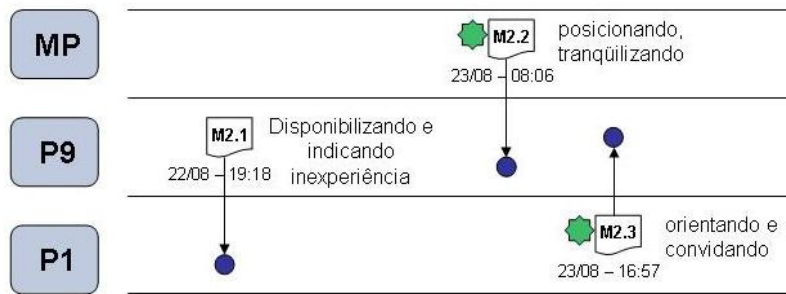 MP
M2.2
posicionando,
tranqüilizando
23/08 – 08:06
P9
M2.1
Disponibilizando e
indicando
inexperiência
22/08 – 19:18
P1
M2.3
orientando e
convidando
23/08 – 16:57